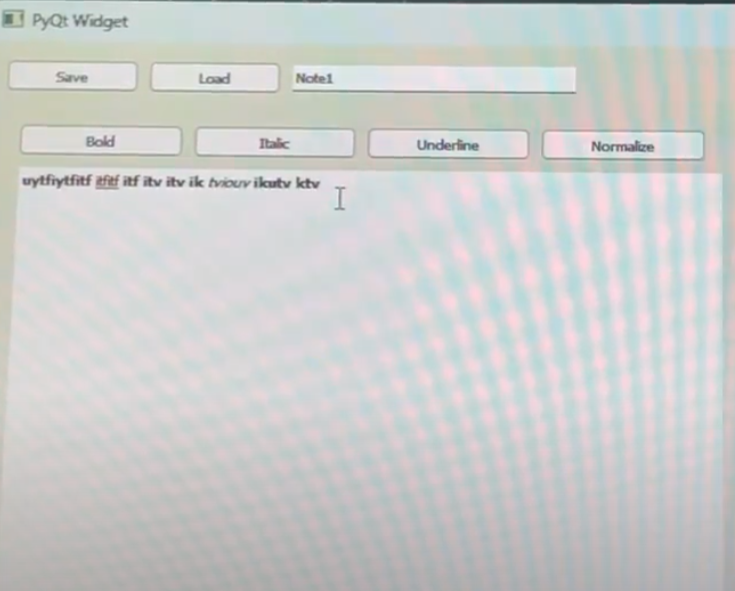 PyQt Widget
Save Load Note1
Bold Italic Underline Normalize
uytfiytfitf itfitf itf itv itv ik tviouv ikutv ktv